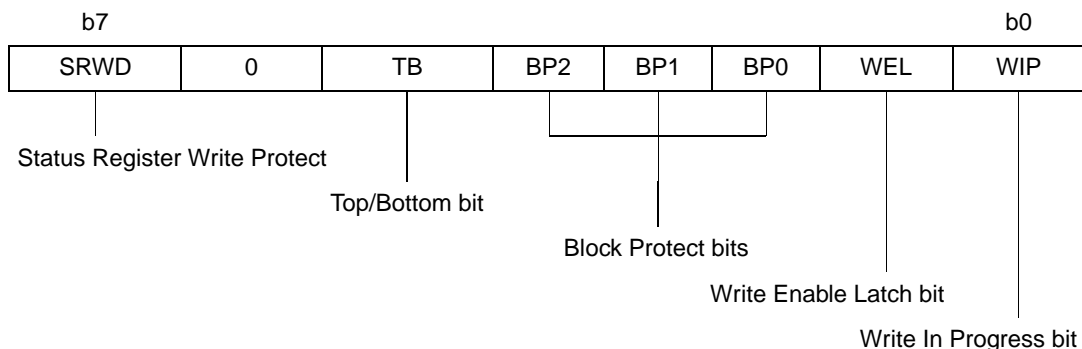 b7 b0
SRWD 0 TB BP2 BP1 BP0 WEL WIP
Status Register Write Protect
Top/Bottom bit
Block Protect bits
Write Enable Latch bit
Write In Progress bit